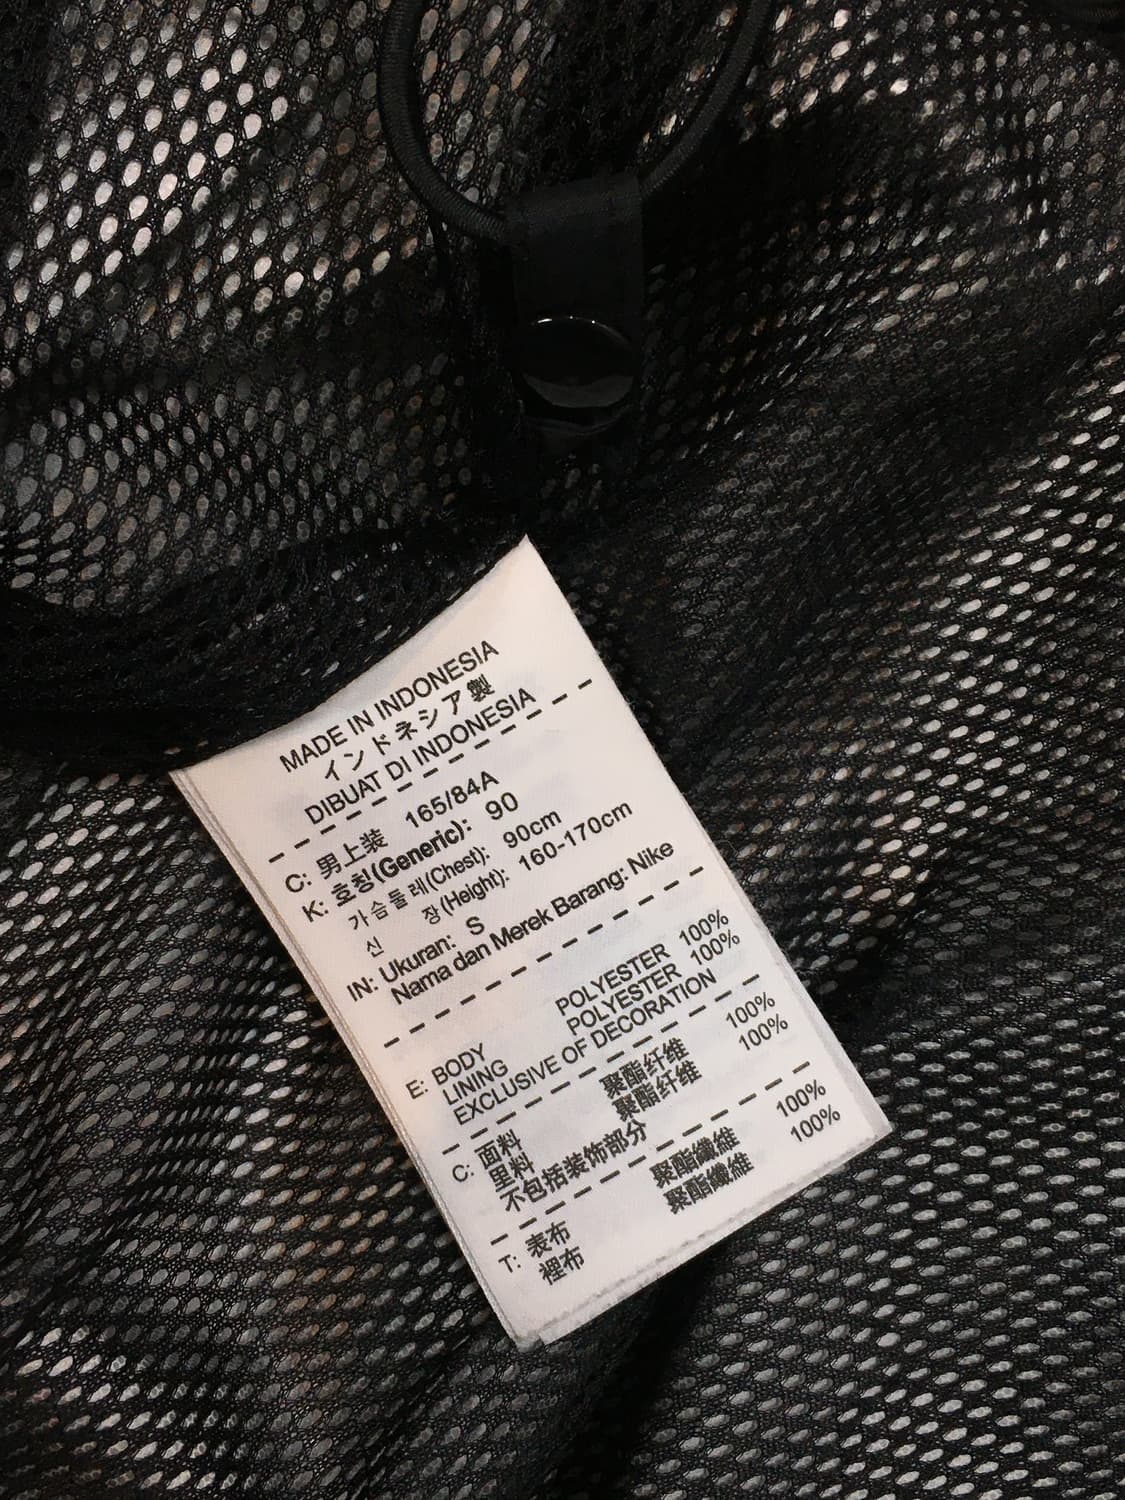 MADE IN INDONESIA
インドネシア製
DIBUAT DI INDONESIA
C: 男上装 165/84A
K: 호칭(Generic): 90
가슴둘레(Chest): 90cm
신 장(Height): 160-170cm
IN: Ukuran: S
Nama dan Merek Barang: Nike
E: BODY POLYESTER 100%
LINING POLYESTER 100%
EXCLUSIVE OF DECORATION
C: 面料 聚酯纤维 100%
里料 聚酯纤维 100%
不包括装饰部分
T: 表布 聚酯纖維 100%
裡布 聚酯纖維 100%